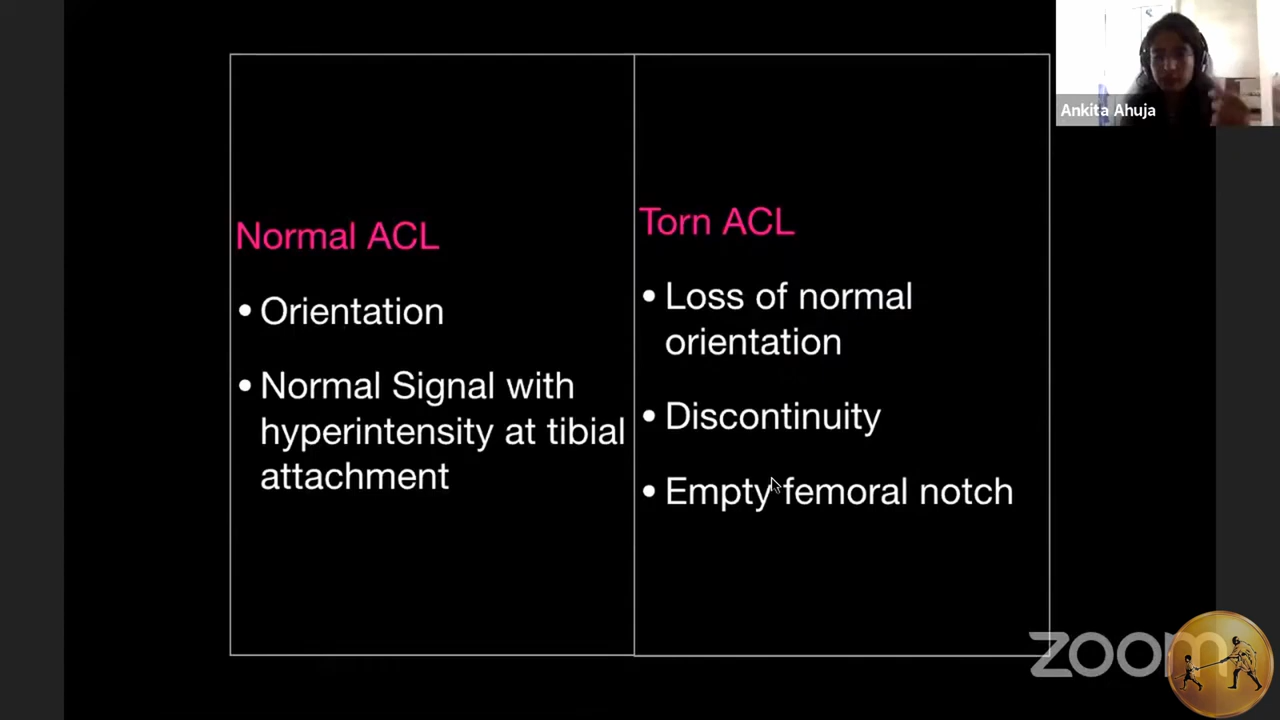 Ankita Ahuja
Normal ACL
• Orientation
• Normal Signal with
hyperintensity at tibial
attachment
Torn ACL
• Loss of normal
orientation
• Discontinuity
• Empty femoral notch
zoom